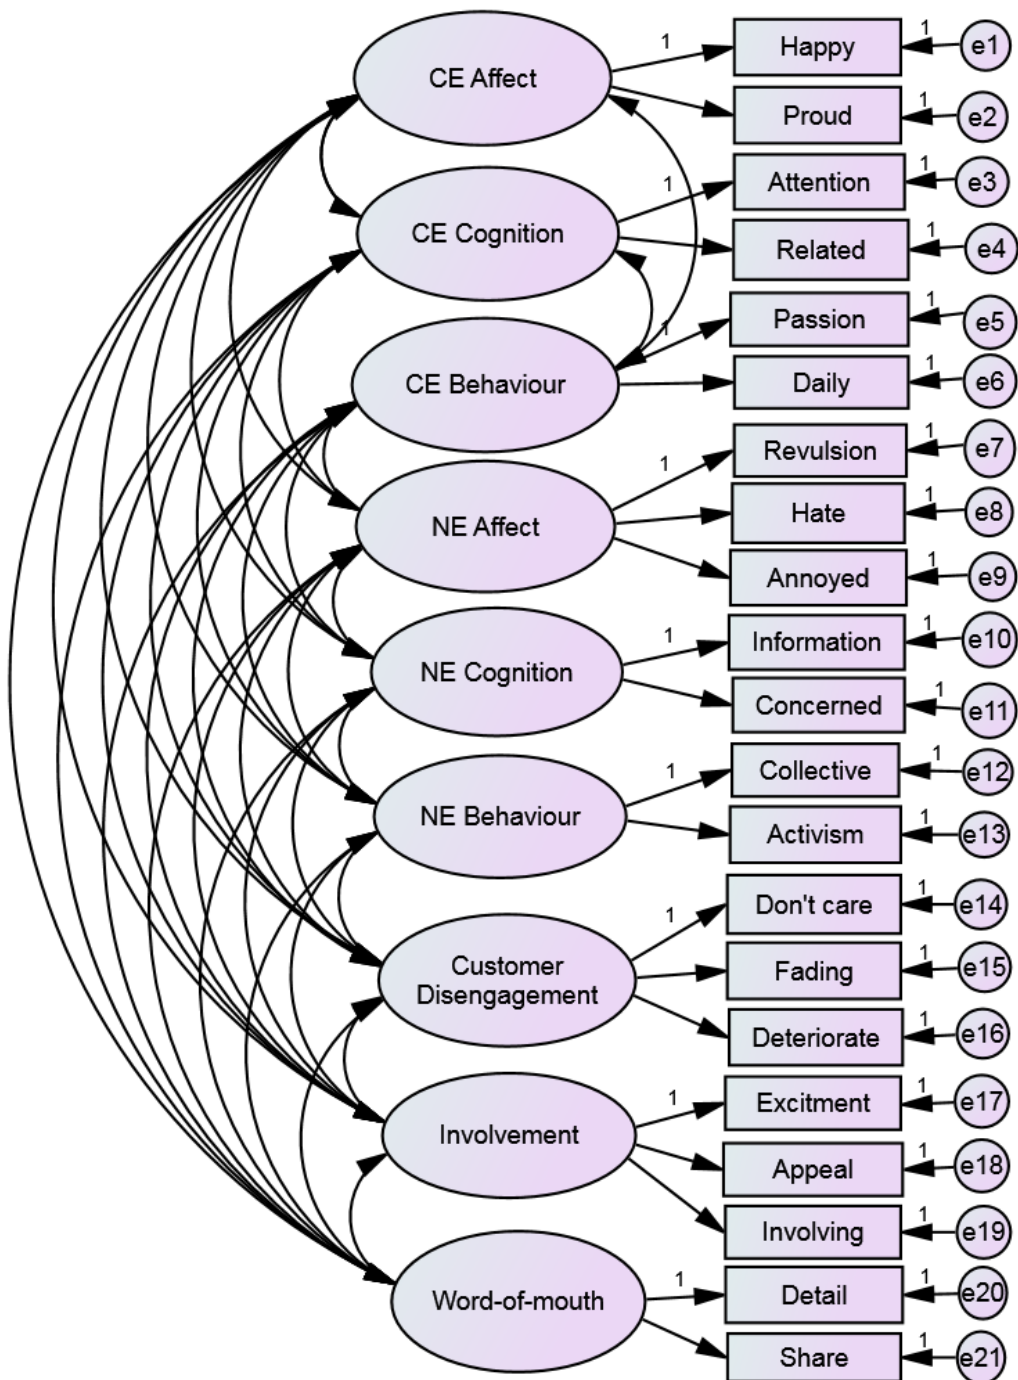 CE Affect
1
Happy
1
e1
Proud
1
e2
CE Cognition
1
Attention
1
e3
Related
1
e4
CE Behaviour
1
Passion
1
e5
Daily
1
e6
NE Affect
1
Revulsion
1
e7
Hate
1
e8
Annoyed
1
e9
NE Cognition
1
Information
1
e10
Concerned
1
e11
NE Behaviour
1
Collective
1
e12
Activism
1
e13
Customer
Disengagement
1
Don't care
1
e14
Fading
1
e15
Deteriorate
1
e16
Involvement
1
Excitment
1
e17
Appeal
1
e18
Involving
1
e19
Word-of-mouth
1
Detail
1
e20
Share
1
e21